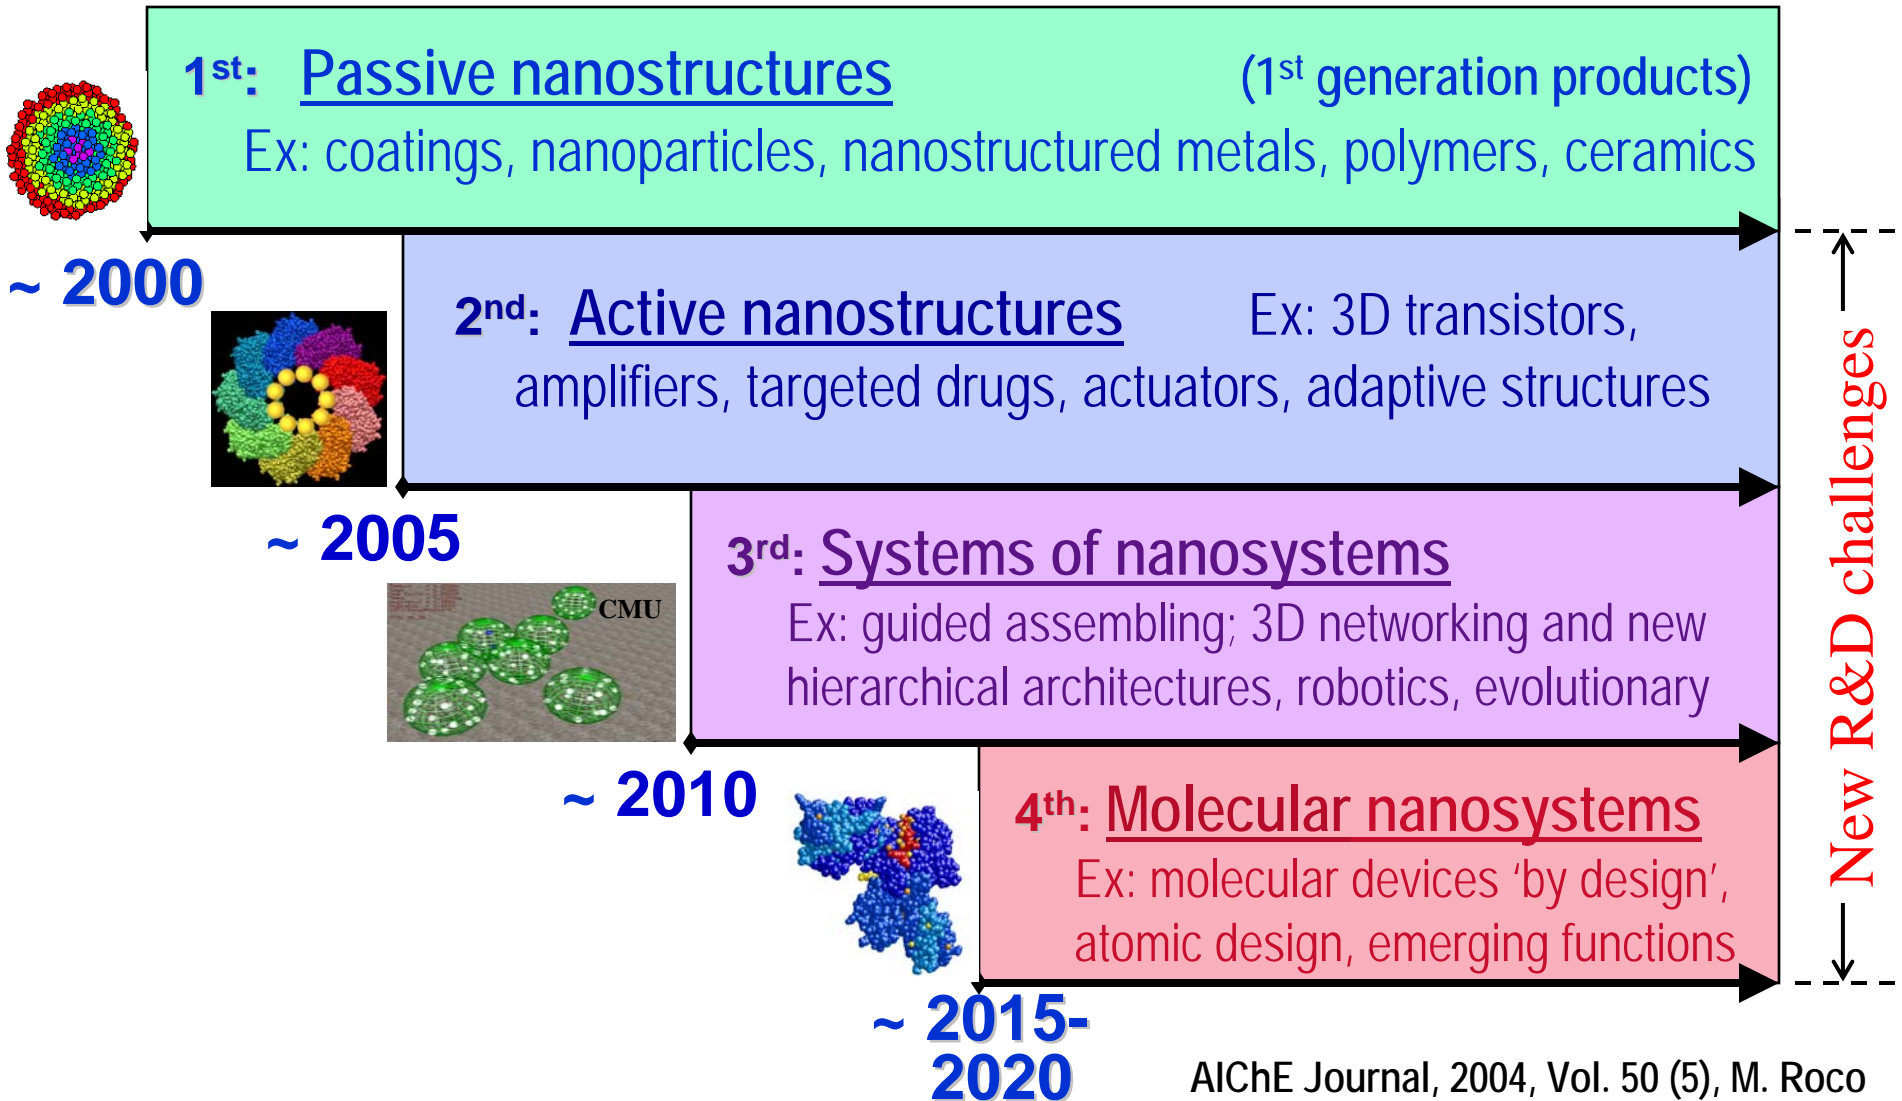 1st: Passive nanostructures (1st generation products)
Ex: coatings, nanoparticles, nanostructured metals, polymers, ceramics
~ 2000
2nd: Active nanostructures Ex: 3D transistors,
amplifiers, targeted drugs, actuators, adaptive structures
~ 2005
3rd: Systems of nanosystems
Ex: guided assembling; 3D networking and new
hierarchical architectures, robotics, evolutionary
CMU
~ 2010
4th: Molecular nanosystems
Ex: molecular devices ‘by design’,
atomic design, emerging functions
~ 2015-
2020
New R&D challenges
AIChE Journal, 2004, Vol. 50 (5), M. Roco